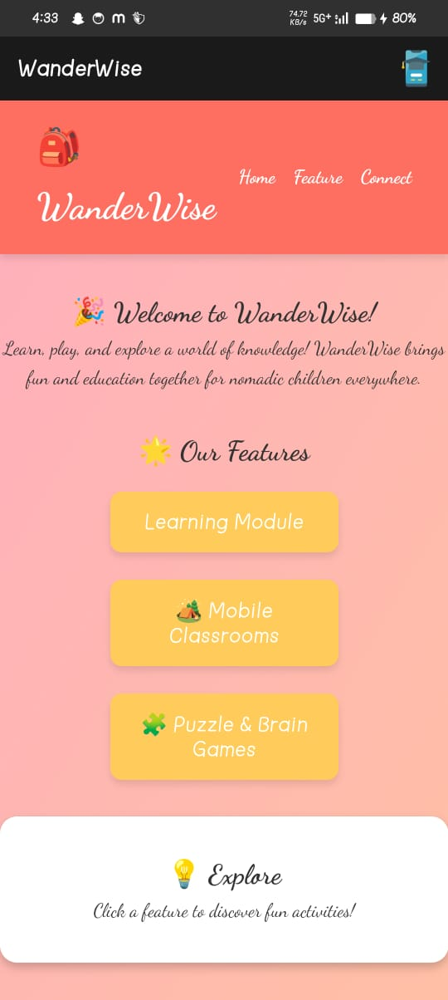 4:33
74.72 KB/s 5G+ 80%
WanderWise
WanderWise
Home Feature Connect
🎉 Welcome to WanderWise!
Learn, play, and explore a world of knowledge! WanderWise brings
fun and education together for nomadic children everywhere.
🌟 Our Features
Learning Module
🏕️ Mobile
Classrooms
🧩 Puzzle & Brain
Games
💡 Explore
Click a feature to discover fun activities!